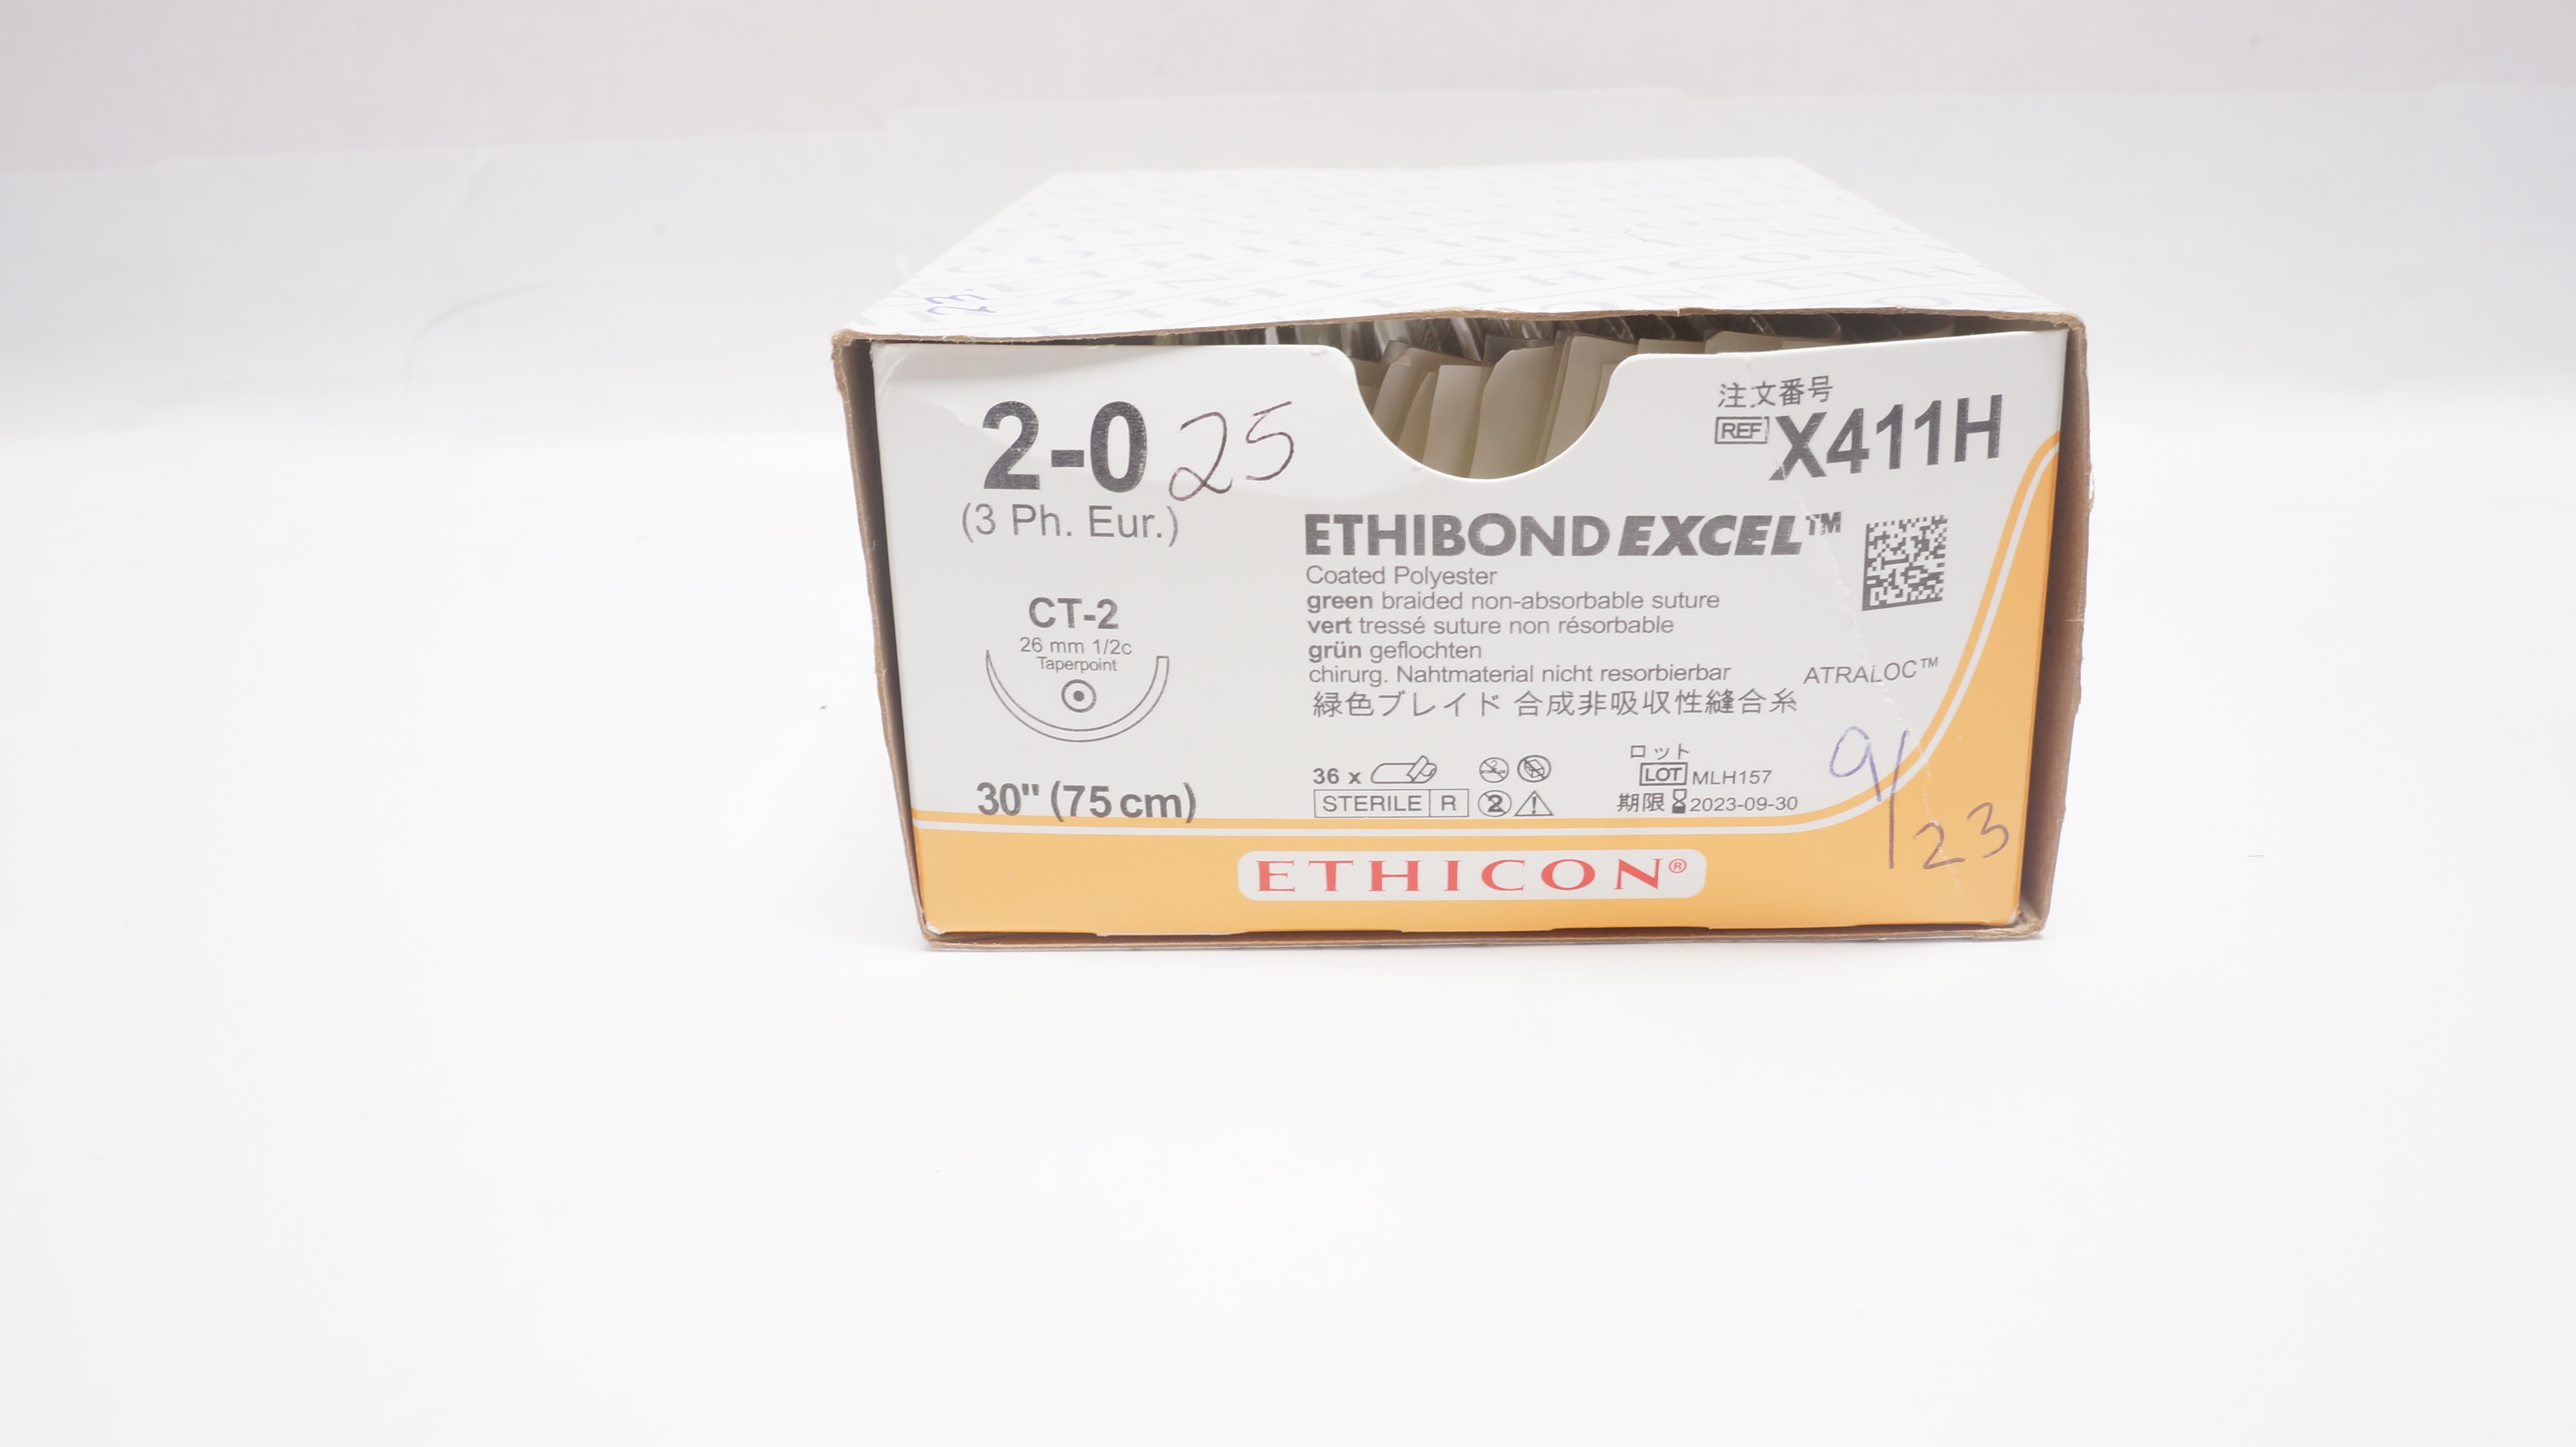 2-0
25
(3 Ph. Eur.)
CT-2
26 mm 1/2c
Taperpoint
30" (75 cm)
注文番号
REF X411H
ETHIBOND EXCEL™
Coated Polyester
green braided non-absorbable suture
vert tressé suture non résorbable
grün geflochten
chirurg. Nahtmaterial nicht resorbierbar
ATRALOC™
緑色ブレイド 合成非吸収性縫合糸
36 x
STERILE R
2
ロット
LOT MLH157
期限 2023-09-30
9/23
ETHICON®